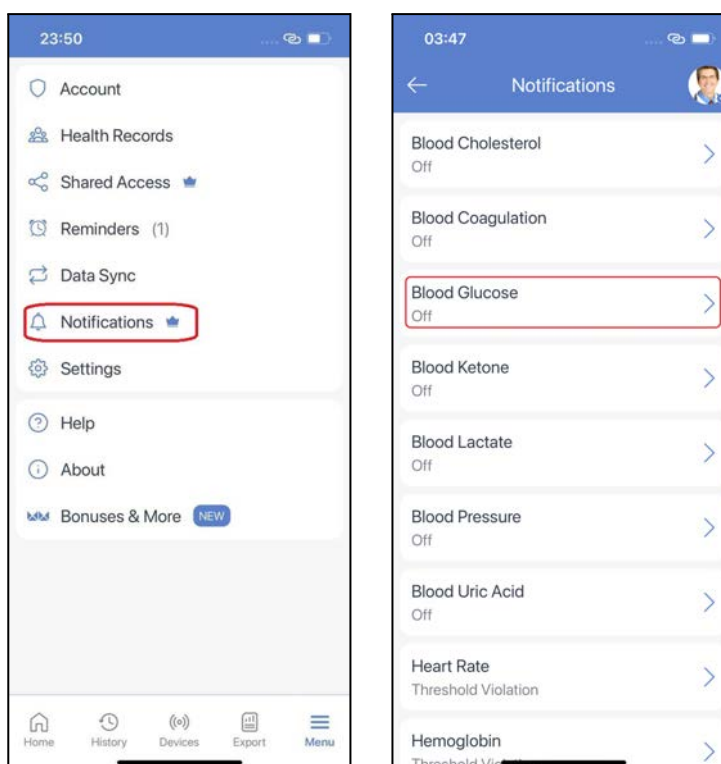 23:50
Account
Health Records
Shared Access
Reminders (1)
Data Sync
Notifications
Settings
Help
About
Bonuses & More NEW
Home History Devices Export Menu
03:47
Notifications
Blood Cholesterol
Off
Blood Coagulation
Off
Blood Glucose
Off
Blood Ketone
Off
Blood Lactate
Off
Blood Pressure
Off
Blood Uric Acid
Off
Heart Rate
Threshold Violation
Hemoglobin
Threshold